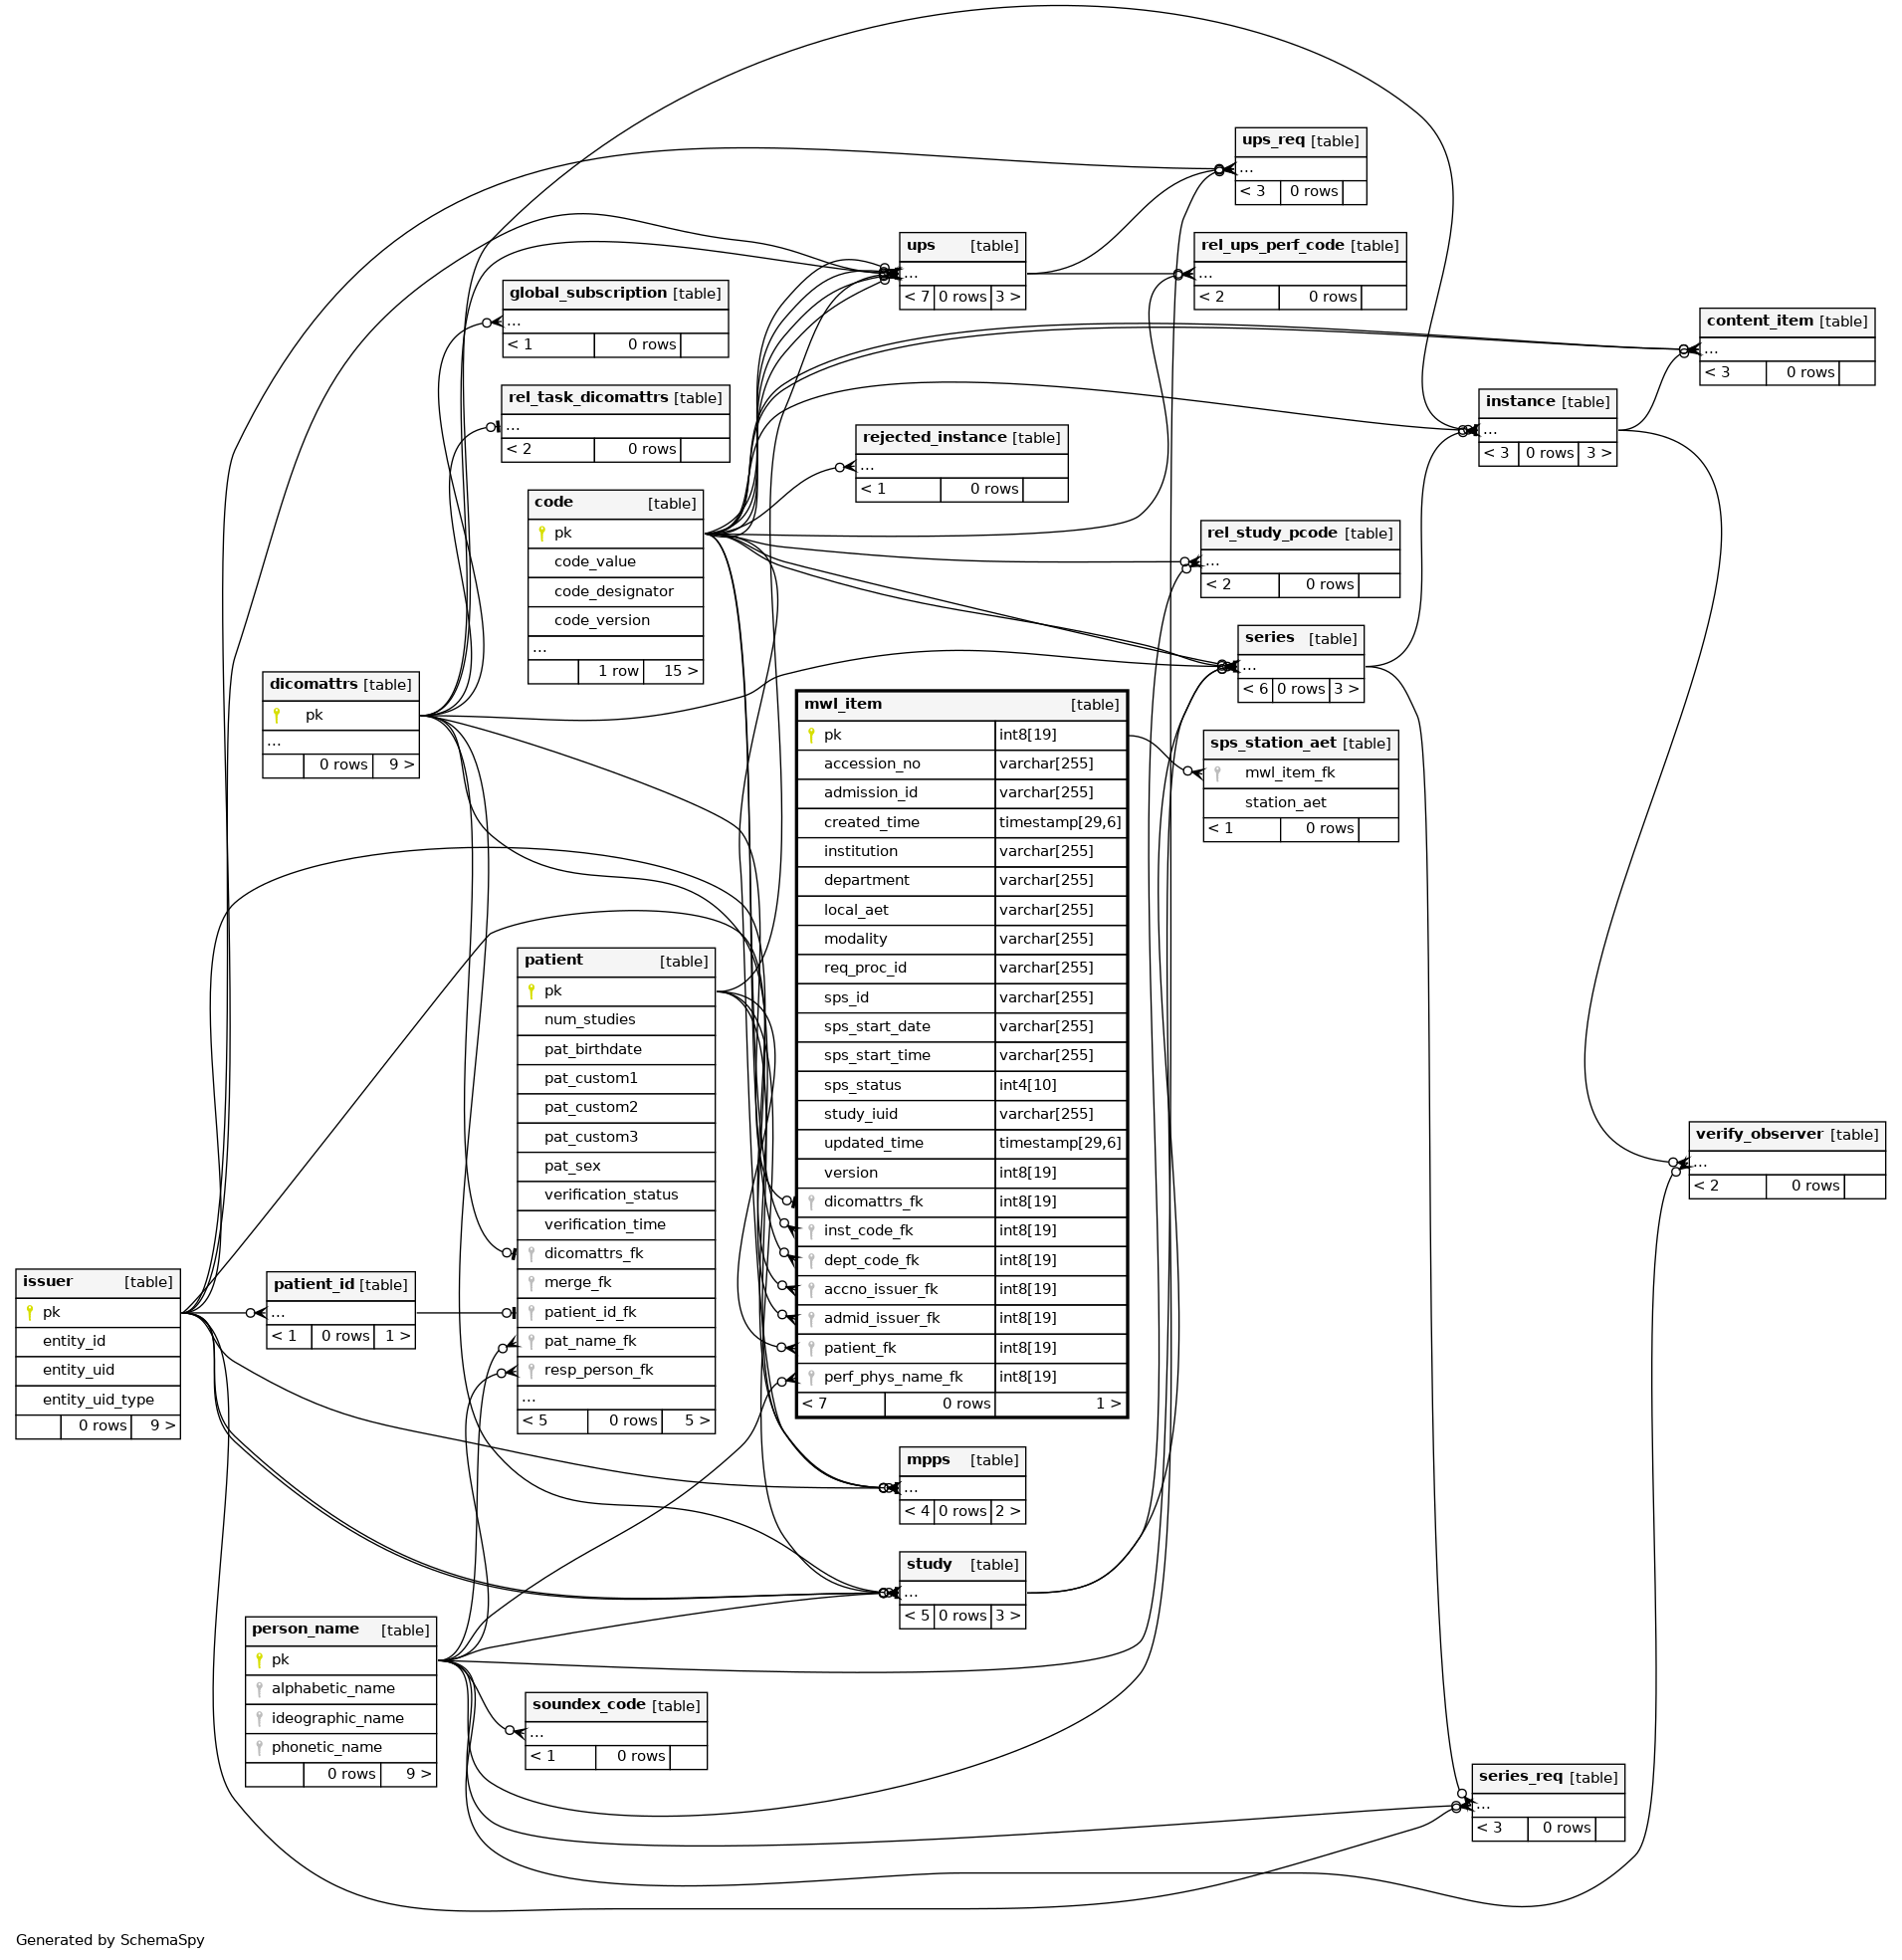 ups_req [table]
...
< 3 0 rows
ups [table]
...
< 7 0 rows 3 >
rel_ups_perf_code [table]
...
< 2 0 rows
global_subscription [table]
...
< 1 0 rows
content_item [table]
...
< 3 0 rows
rel_task_dicomattrs [table]
...
< 2 0 rows
instance [table]
...
< 3 0 rows 3 >
rejected_instance [table]
...
< 1 0 rows
code [table]
pk
code_value
code_designator
code_version
...
1 row 15 >
rel_study_pcode [table]
...
< 2 0 rows
series [table]
...
< 6 0 rows 3 >
dicomattrs [table]
pk
...
0 rows 9 >
mwl_item [table]
pk int8[19]
accession_no varchar[255]
admission_id varchar[255]
created_time timestamp[29,6]
institution varchar[255]
department varchar[255]
local_aet varchar[255]
modality varchar[255]
req_proc_id varchar[255]
sps_id varchar[255]
sps_start_date varchar[255]
sps_start_time varchar[255]
sps_status int4[10]
study_iuid varchar[255]
updated_time timestamp[29,6]
version int8[19]
dicomattrs_fk int8[19]
inst_code_fk int8[19]
dept_code_fk int8[19]
accno_issuer_fk int8[19]
admid_issuer_fk int8[19]
patient_fk int8[19]
perf_phys_name_fk int8[19]
< 7 0 rows 1 >
sps_station_aet [table]
mwl_item_fk
station_aet
< 1 0 rows
patient [table]
pk
num_studies
pat_birthdate
pat_custom1
pat_custom2
pat_custom3
pat_sex
verification_status
verification_time
dicomattrs_fk
merge_fk
patient_id_fk
pat_name_fk
resp_person_fk
...
< 5 0 rows 5 >
verify_observer [table]
...
< 2 0 rows
issuer [table]
pk
entity_id
entity_uid
entity_uid_type
0 rows 9 >
patient_id [table]
...
< 1 0 rows 1 >
mpps [table]
...
< 4 0 rows 2 >
study [table]
...
< 5 0 rows 3 >
person_name [table]
pk
alphabetic_name
ideographic_name
phonetic_name
0 rows 9 >
soundex_code [table]
...
< 1 0 rows
series_req [table]
...
< 3 0 rows
Generated by SchemaSpy